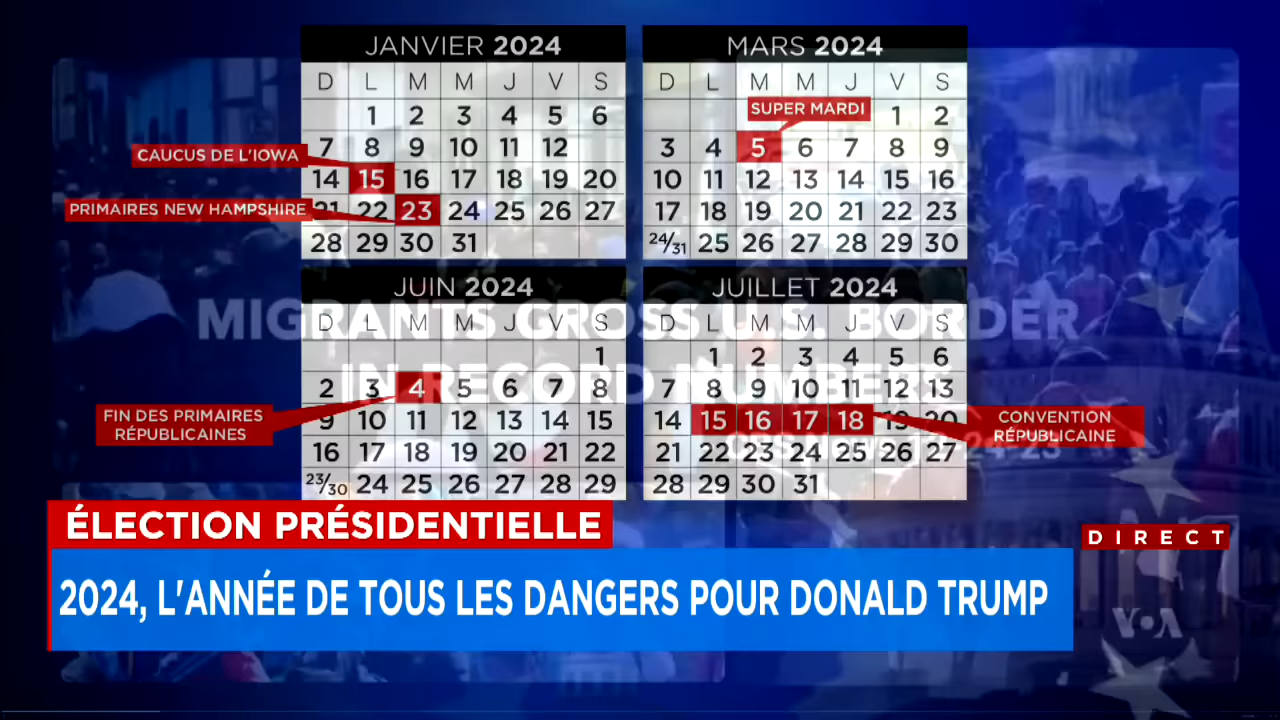 JANVIER 2024
D L M M J V S
1 2 3 4 5 6
7 8 9 10 11 12
14 15 16 17 18 19 20
21 22 23 24 25 26 27
28 29 30 31
CAUCUS DE L'IOWA
PRIMAIRES NEW HAMPSHIRE
MARS 2024
D L M M J V S
SUPER MARDI
1 2
3 4 5 6 7 8 9
10 11 12 13 14 15 16
17 18 19 20 21 22 23
24/31 25 26 27 28 29 30
JUIN 2024
D L M M J V S
1
2 3 4 5 6 7 8
9 10 11 12 13 14 15
16 17 18 19 20 21 22
23/30 24 25 26 27 28 29
FIN DES PRIMAIRES
RÉPUBLICAINES
JUILLET 2024
D L M M J V S
1 2 3 4 5 6
7 8 9 10 11 12 13
14 15 16 17 18 19 20
21 22 23 24 25 26 27
28 29 30 31
CONVENTION
RÉPUBLICAINE
MIGRANTS CROSS U.S. BORDER
IN RECORD NUMBERS
ÉLECTION PRÉSIDENTIELLE
DIRECT
2024, L'ANNÉE DE TOUS LES DANGERS POUR DONALD TRUMP
VOA